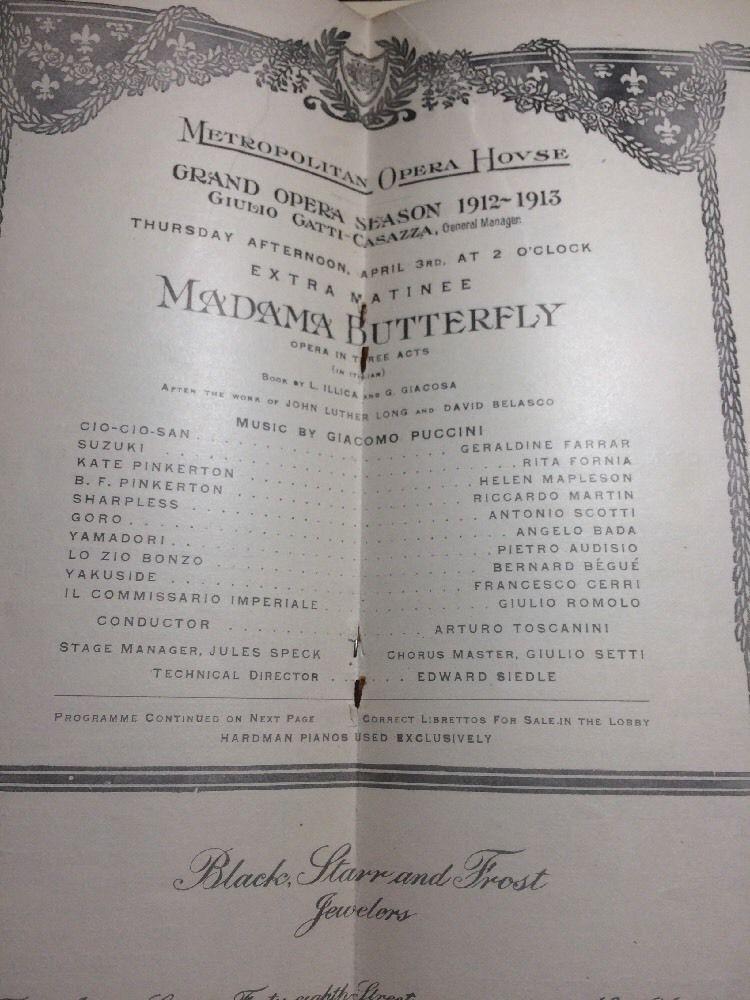 METROPOLITAN OPERA HOVSE
GRAND OPERA SEASON 1912~1913
GIULIO GATTI-CASAZZA, General Manager.
THURSDAY AFTERNOON, APRIL 3RD, AT 2 O'CLOCK
EXTRA MATINEE
MADAMA BUTTERFLY
OPERA IN THREE ACTS
(IN ITALIAN)
BOOK BY L. ILLICA AND G. GIACOSA
AFTER THE WORK OF JOHN LUTHER LONG AND DAVID BELASCO
MUSIC BY GIACOMO PUCCINI
CIO-CIO-SAN . . . . . . GERALDINE FARRAR
SUZUKI . . . . . . RITA FORNIA
KATE PINKERTON . . . . . . HELEN MAPLESON
B. F. PINKERTON . . . . . . RICCARDO MARTIN
SHARPLESS . . . . . . ANTONIO SCOTTI
GORO . . . . . . ANGELO BADA
YAMADORI . . . . . . PIETRO AUDISIO
LO ZIO BONZO . . . . . . BERNARD BÉGUÉ
YAKUSIDE . . . . . . FRANCESCO CERRI
IL COMMISSARIO IMPERIALE . . . . . . GIULIO ROMOLO
CONDUCTOR . . . . . . ARTURO TOSCANINI
STAGE MANAGER, JULES SPECK CHORUS MASTER, GIULIO SETTI
TECHNICAL DIRECTOR . . . . . . EDWARD SIEDLE
PROGRAMME CONTINUED ON NEXT PAGE CORRECT LIBRETTOS FOR SALE IN THE LOBBY
HARDMAN PIANOS USED EXCLUSIVELY
Black, Starr and Frost
Jewelers
Forty-eighth Street